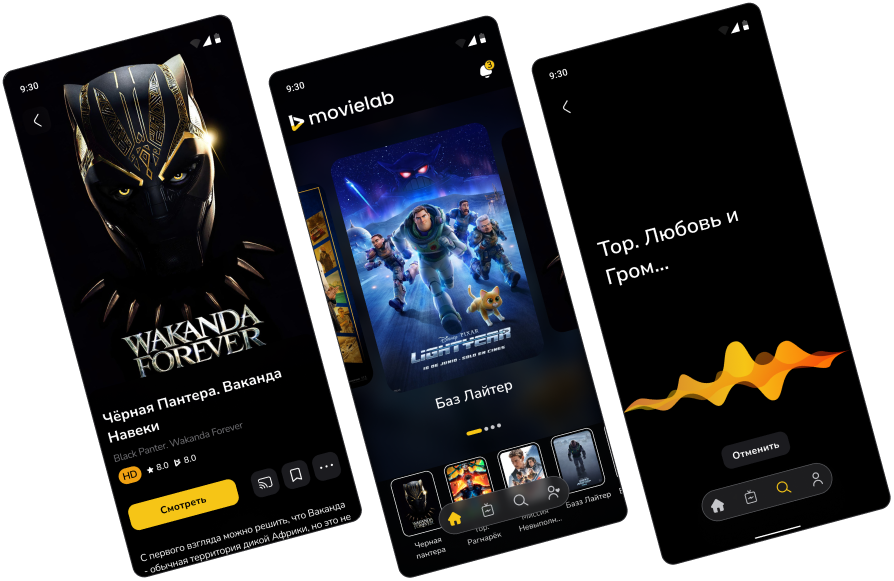 9:30
WAKANDA
FOREVER
Чёрная Пантера. Ваканда
Навеки
Black Panter. Wakanda Forever
HD
8.0
8.0
Смотреть
С первого взгляда можно решить, что Ваканда
- обычная территория дикой Африки, но это не
9:30
3
movielab
Disney PIXAR
LIGHTYEAR
16 DE JUNIO - SOLO EN CINES
Баз Лайтер
Черная
пантера
Тор.
Рагнарёк
Миссия
Невыполн...
Базз Лайтер
9:30
Тор. Любовь и
Гром...
Отменить